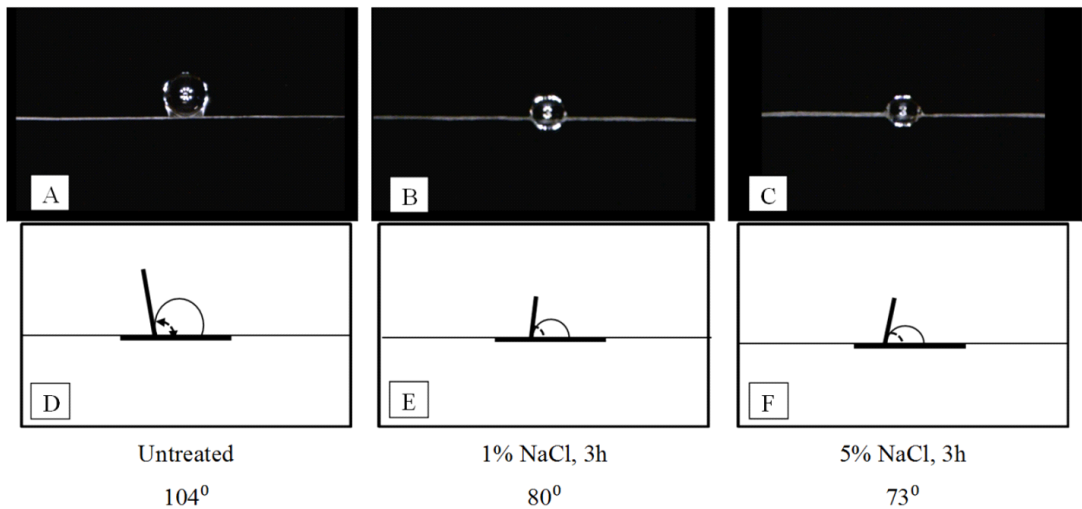 A
B
C
D
E
F
Untreated
1% NaCl, 3h
5% NaCl, 3h
104⁰
80⁰
73⁰